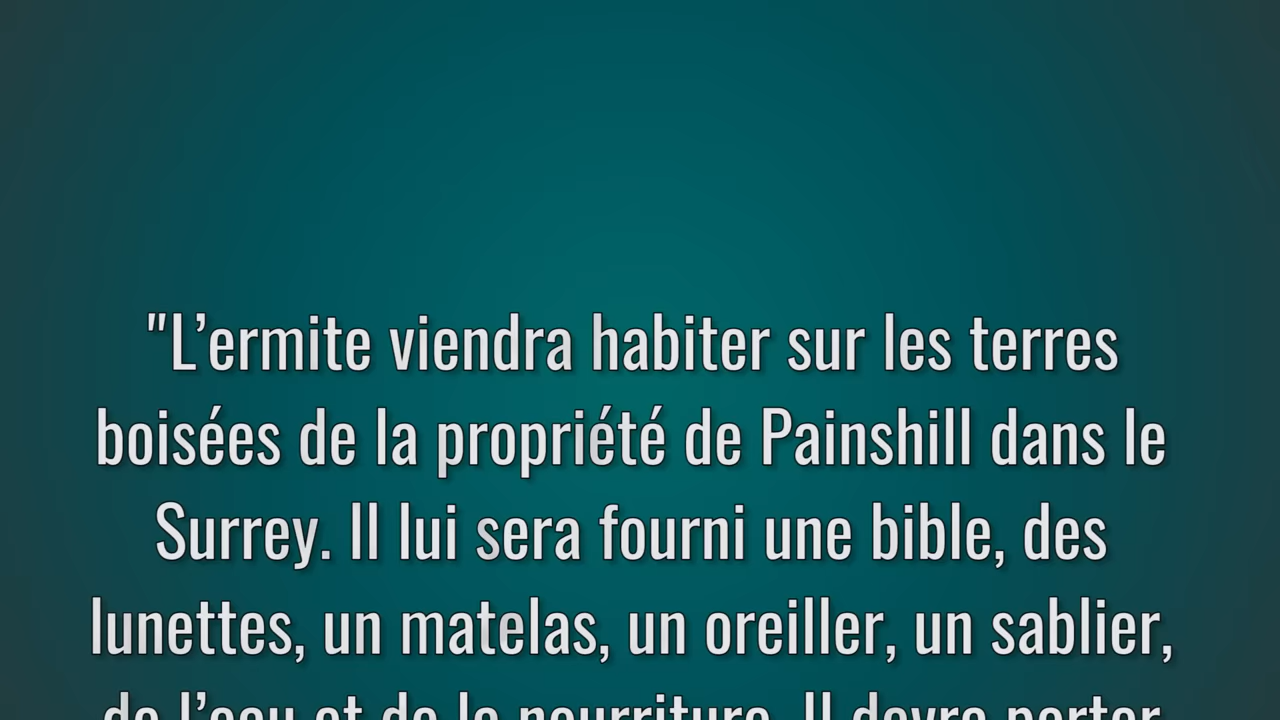 "L’ermite viendra habiter sur les terres
boisées de la propriété de Painshill dans le
Surrey. Il lui sera fourni une bible, des
lunettes, un matelas, un oreiller, un sablier,
de l’eau et de la nourriture. Il devra porter